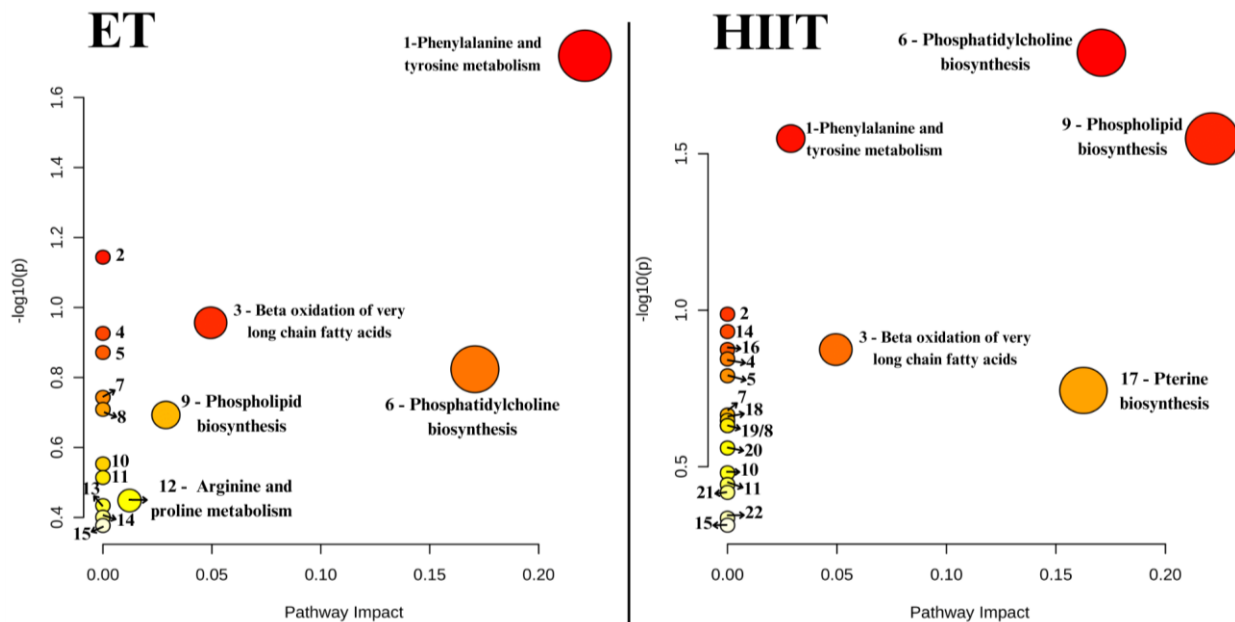 ET
1-Phenylalanine and
tyrosine metabolism
1.6
1.4
1.2
1.0
0.8
0.6
0.4
-log10(p)
2
4
5
3 - Beta oxidation of very
long chain fatty acids
7
8
9 - Phospholipid
biosynthesis
6 - Phosphatidylcholine
biosynthesis
10
11
13
12 - Arginine and
proline metabolism
14
15
0.00
0.05
0.10
0.15
0.20
Pathway Impact
HIIT
6 - Phosphatidylcholine
biosynthesis
1-Phenylalanine and
tyrosine metabolism
9 - Phospholipid
biosynthesis
1.5
1.0
0.5
-log10(p)
2
14
16
4
5
3 - Beta oxidation of very
long chain fatty acids
17 - Pterine
biosynthesis
7
18
19/8
20
10
11
21
22
15
0.00
0.05
0.10
0.15
0.20
Pathway Impact